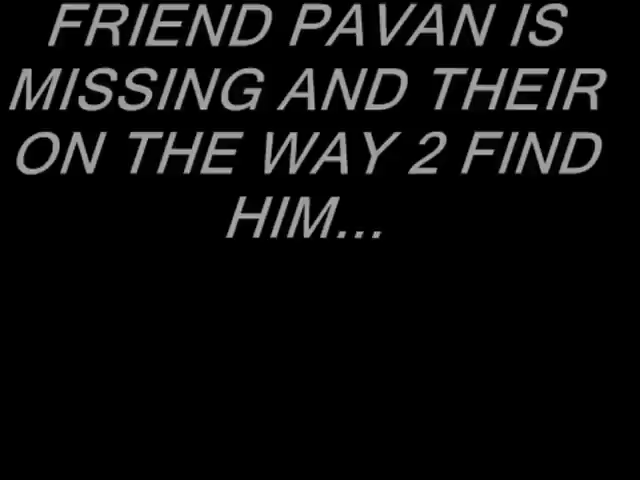 FRIEND PAVAN IS
MISSING AND THEIR
ON THE WAY 2 FIND
HIM...